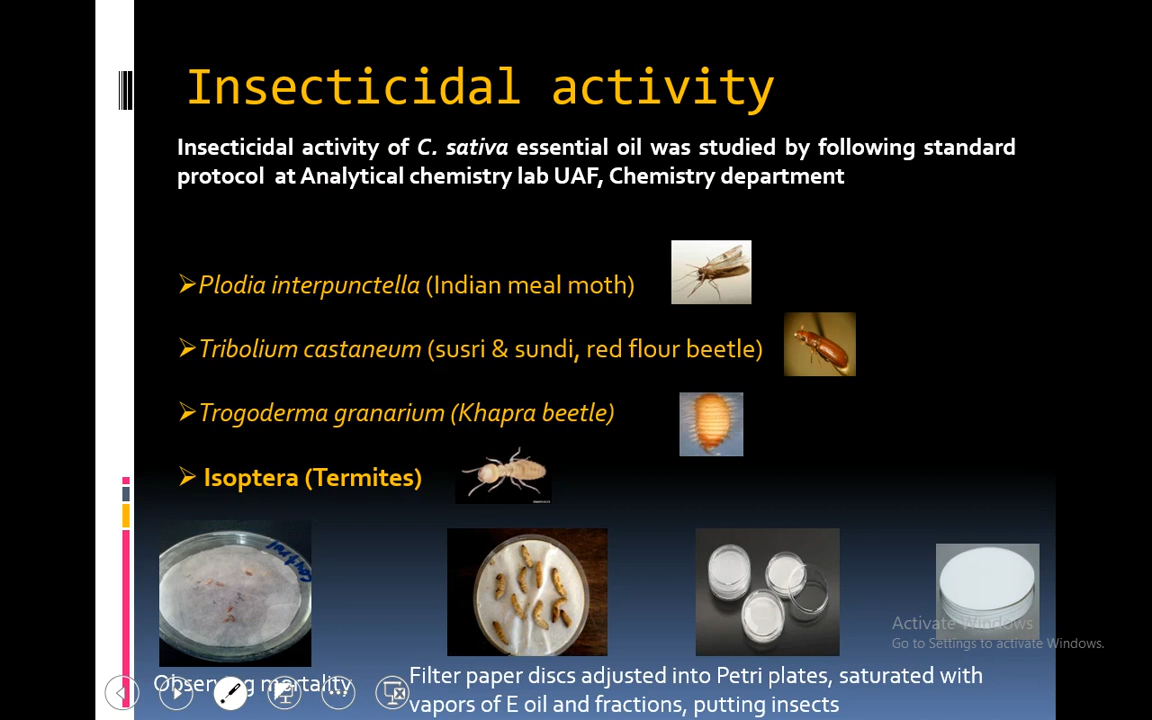 Insecticidal activity
Insecticidal activity of C. sativa essential oil was studied by following standard
protocol at Analytical chemistry lab UAF, Chemistry department
➢Plodia interpunctella (Indian meal moth)
➢Tribolium castaneum (susri & sundi, red flour beetle)
➢Trogoderma granarium (Khapra beetle)
➢ Isoptera (Termites)
Control
Activate Windows
Go to Settings to activate Windows.
Observing mortality
Filter paper discs adjusted into Petri plates, saturated with
vapors of E oil and fractions, putting insects